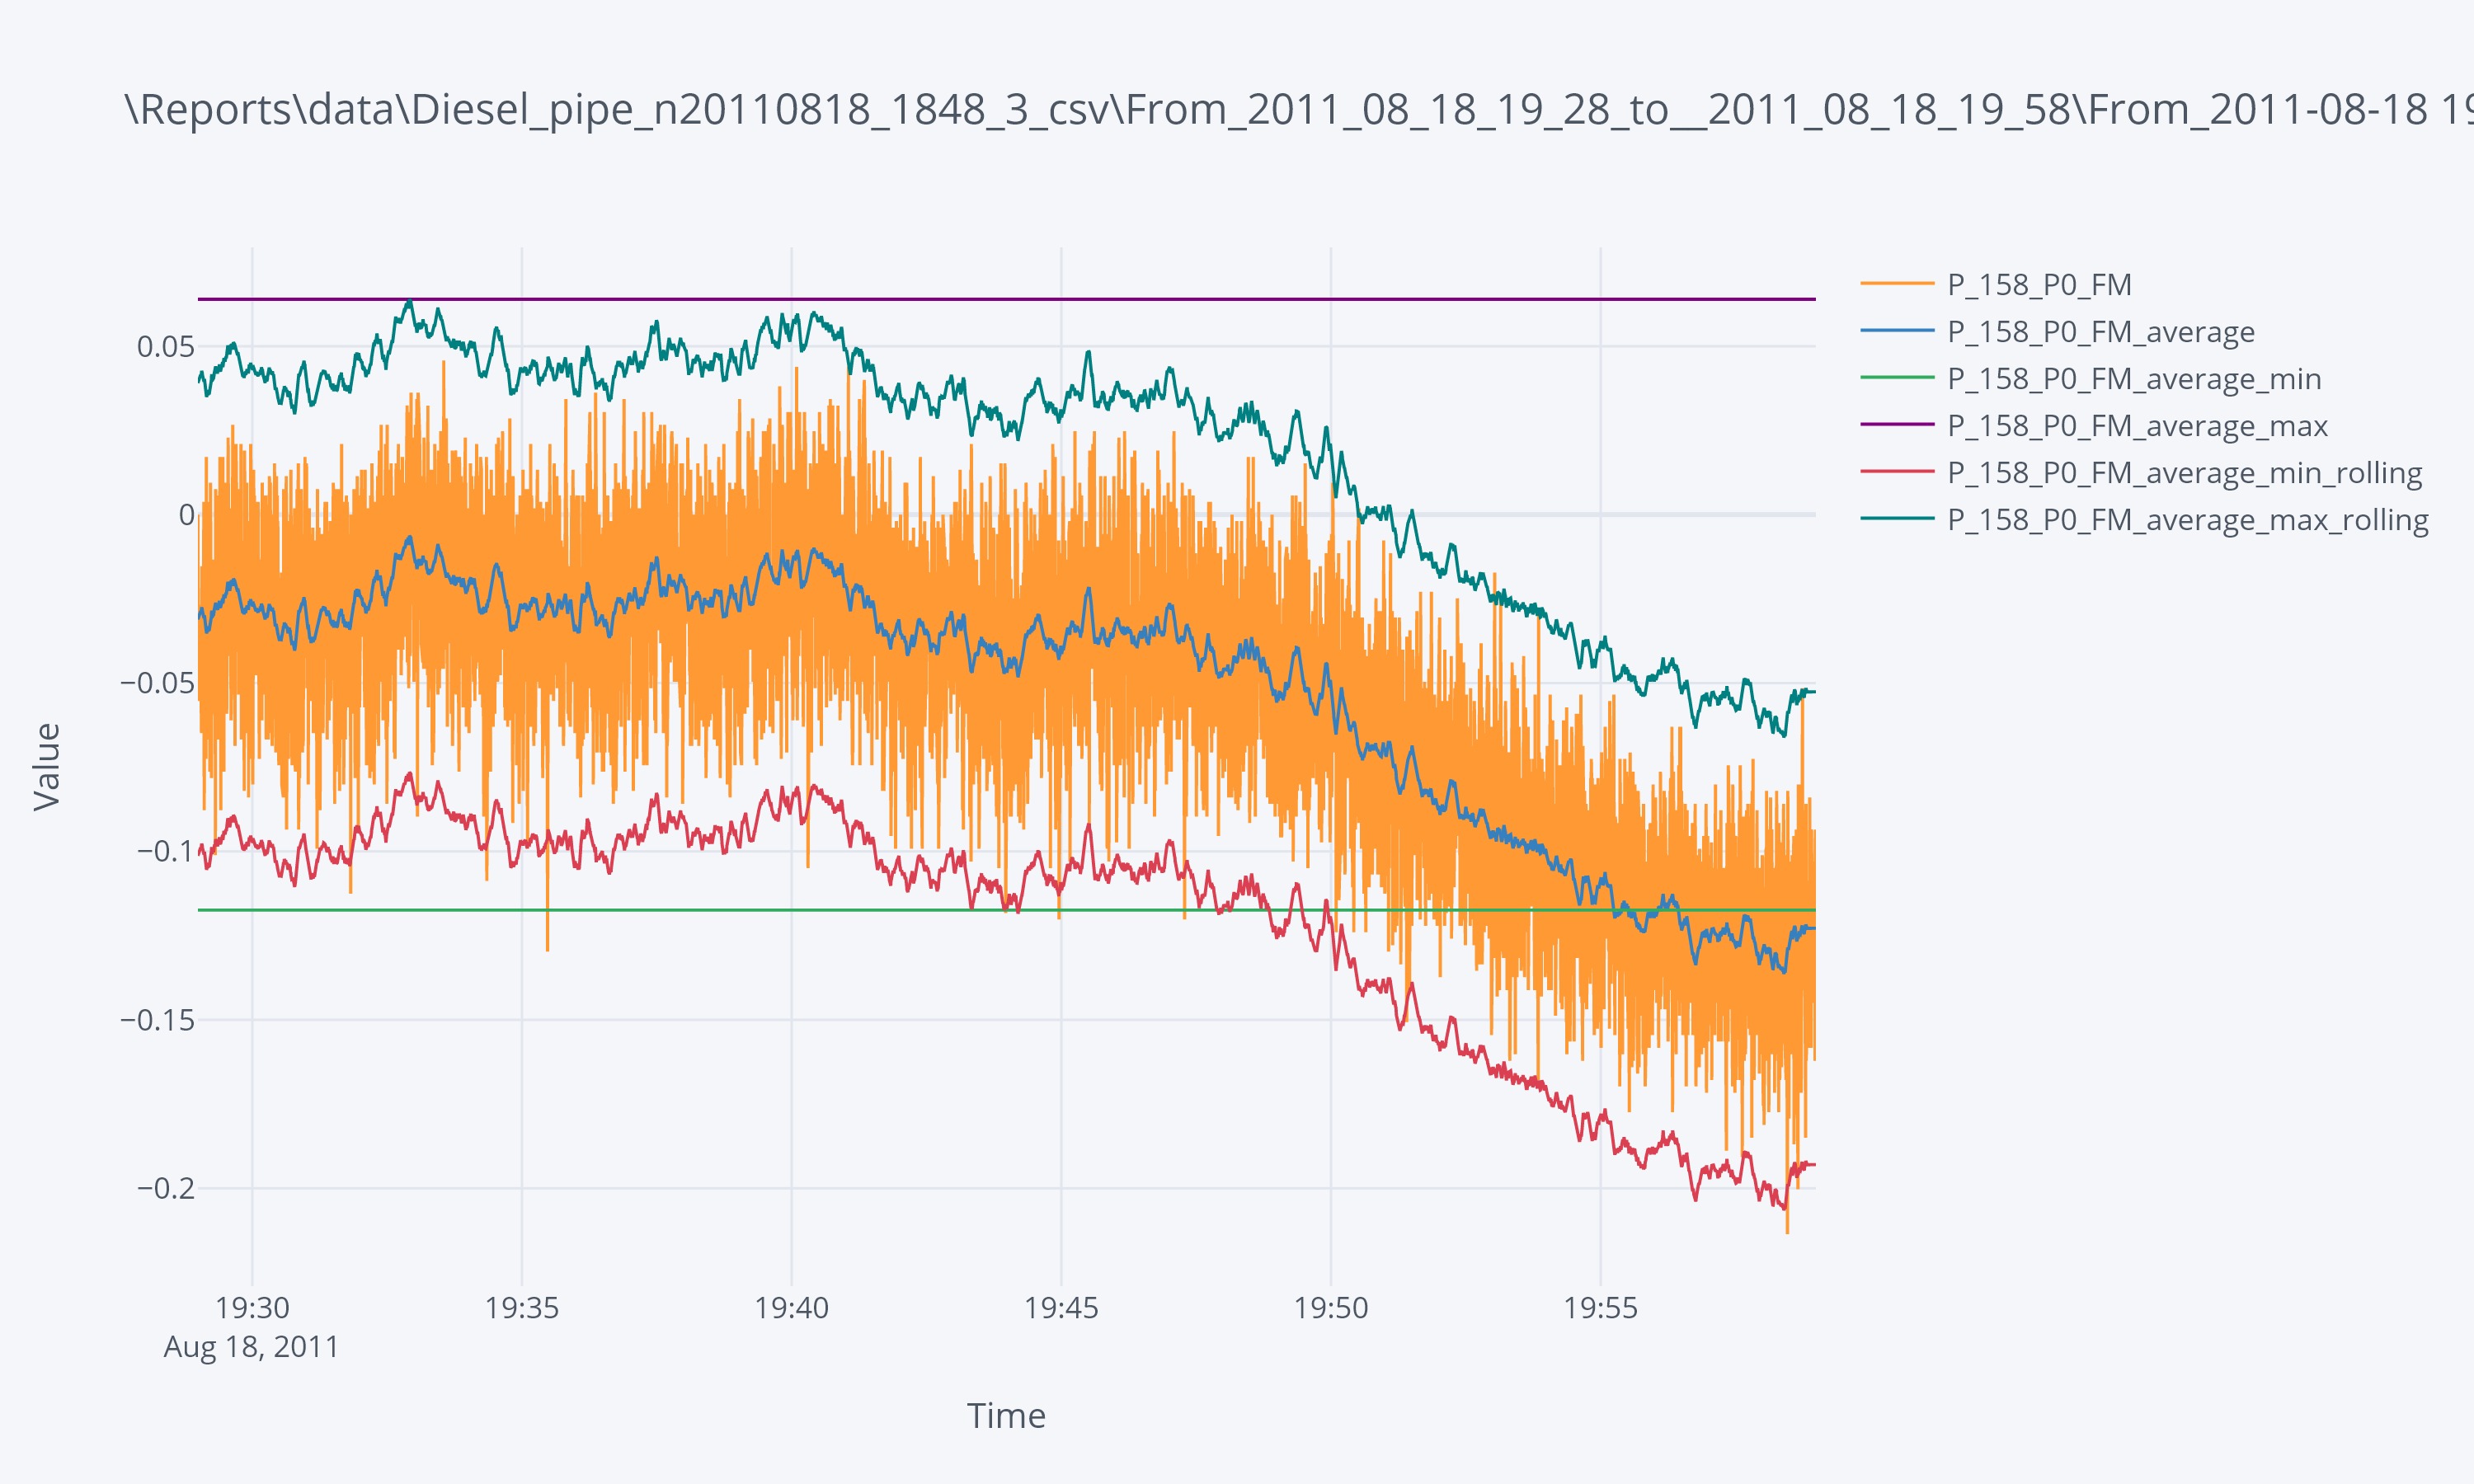 \Reports\data\Diesel_pipe_n20110818_1848_3_csv\From_2011_08_18_19_28_to__2011_08_18_19_58\From_2011-08-18 19
P_158_P0_FM
P_158_P0_FM_average
P_158_P0_FM_average_min
P_158_P0_FM_average_max
P_158_P0_FM_average_min_rolling
P_158_P0_FM_average_max_rolling
0.05
0
−0.05
−0.1
−0.15
−0.2
Value
19:30 19:35 19:40 19:45 19:50 19:55
Aug 18, 2011
Time